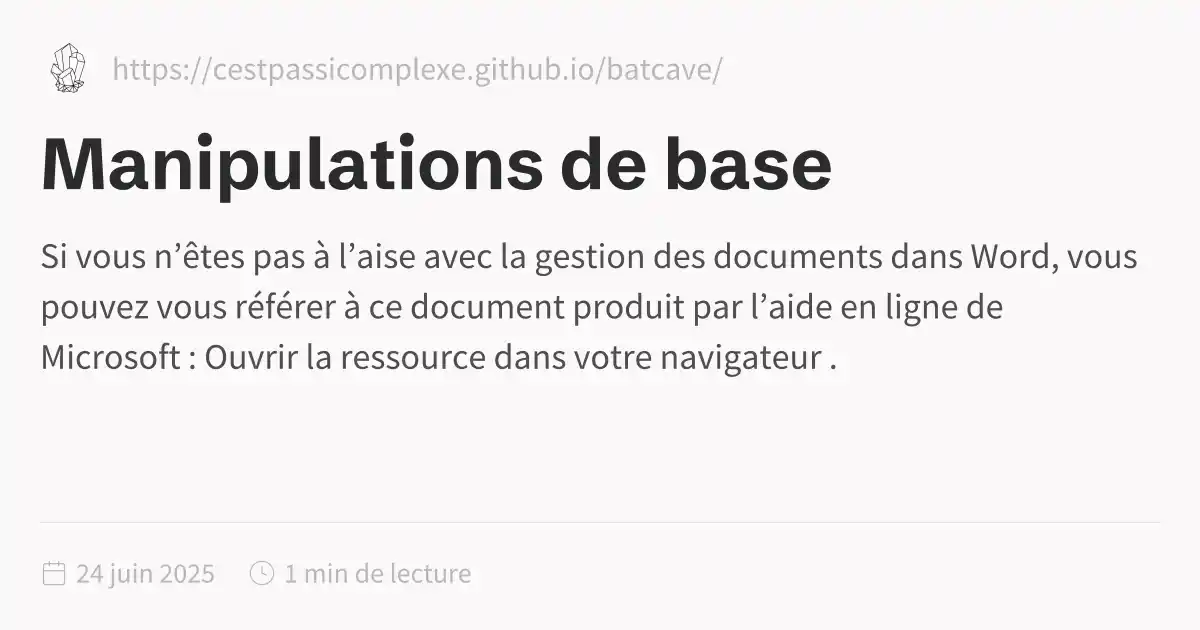 https://cestpassicomplexe.github.io/batcave/
Manipulations de base
Si vous n’êtes pas à l’aise avec la gestion des documents dans Word, vous
pouvez vous référer à ce document produit par l’aide en ligne de
Microsoft : Ouvrir la ressource dans votre navigateur .
24 juin 2025
1 min de lecture